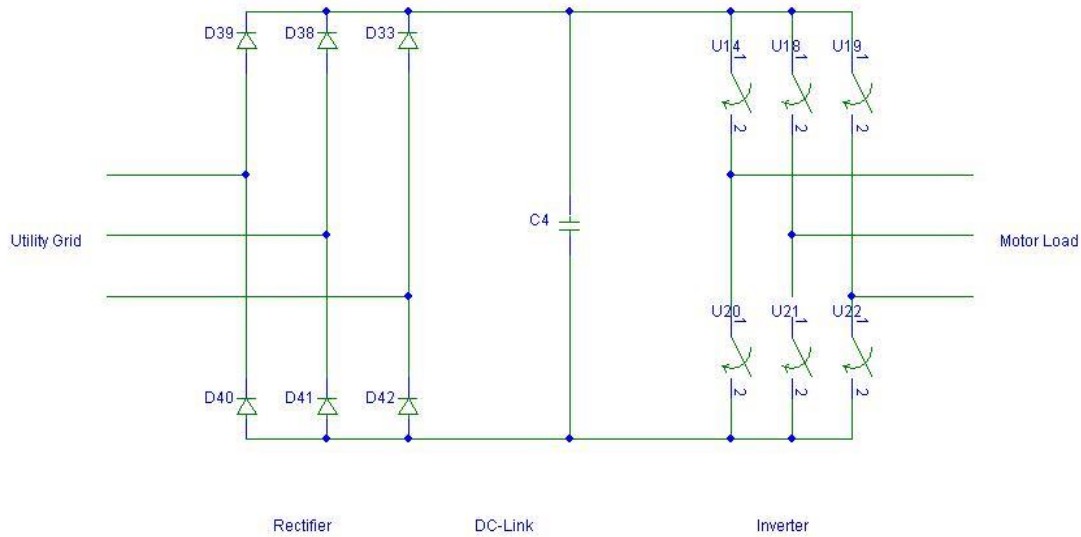 D39 D38 D33 U14 U18 U19
1 1 1
2 2 2
C4
Utility Grid
Motor Load
U20 U21 U22
1 1 1
D40 D41 D42
2 2 2
Rectifier DC-Link Inverter